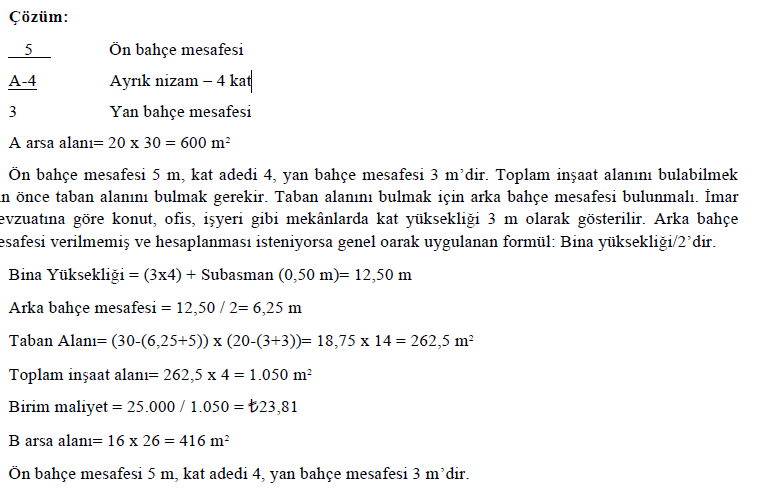 Çözüm:
5 Ön bahçe mesafesi
A-4 Ayrık nizam – 4 kat
3 Yan bahçe mesafesi
A arsa alanı= 20 x 30 = 600 m²
Ön bahçe mesafesi 5 m, kat adedi 4, yan bahçe mesafesi 3 m’dir. Toplam inşaat alanını bulabilmek
n önce taban alanını bulmak gerekir. Taban alanını bulmak için arka bahçe mesafesi bulunmalı. İmar
evzuatına göre konut, ofis, işyeri gibi mekânlarda kat yüksekliği 3 m olarak gösterilir. Arka bahçe
esafesi verilmemiş ve hesaplanması isteniyorsa genel oarak uygulanan formül: Bina yüksekliği/2’dir.
Bina Yüksekliği = (3x4) + Subasman (0,50 m)= 12,50 m
Arka bahçe mesafesi = 12,50 / 2= 6,25 m
Taban Alanı= (30-(6,25+5)) x (20-(3+3))= 18,75 x 14 = 262,5 m²
Toplam inşaat alanı= 262,5 x 4 = 1.050 m²
Birim maliyet = 25.000 / 1.050 = ₺23,81
B arsa alanı= 16 x 26 = 416 m²
Ön bahçe mesafesi 5 m, kat adedi 4, yan bahçe mesafesi 3 m’dir.